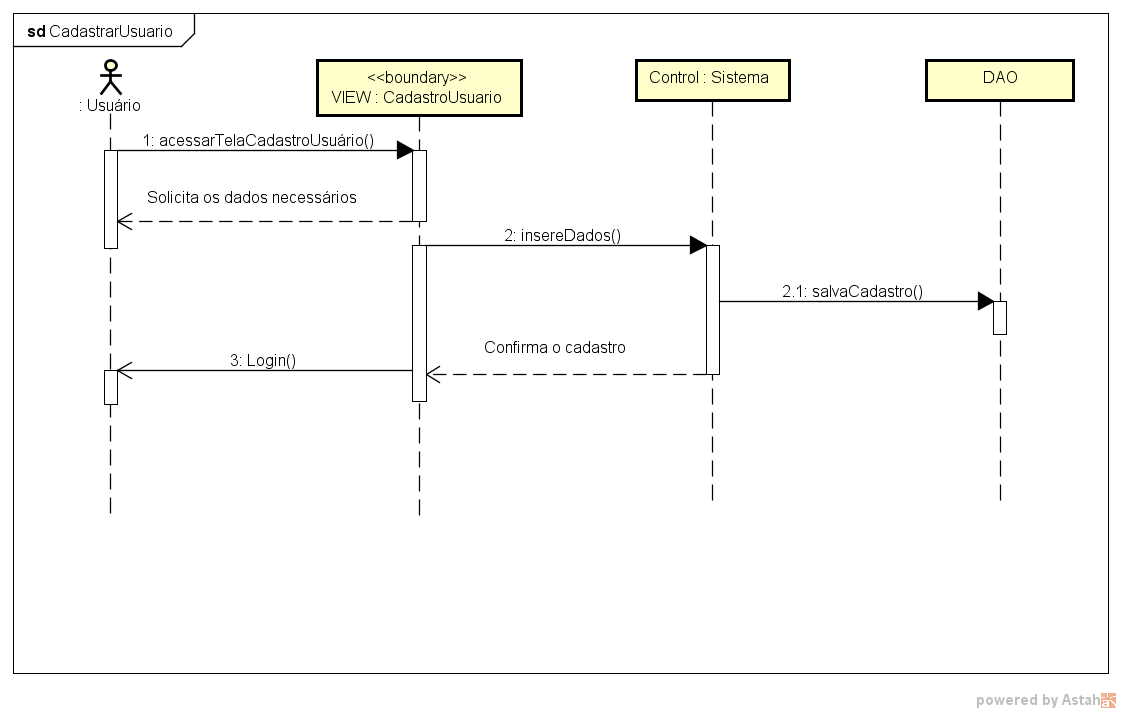 sd CadastrarUsuario
: Usuário
<<boundary>>
VIEW : CadastroUsuario
Control : Sistema
DAO
1: acessarTelaCadastroUsuário()
Solicita os dados necessários
2: insereDados()
2.1: salvaCadastro()
Confirma o cadastro
3: Login()
powered by Astah